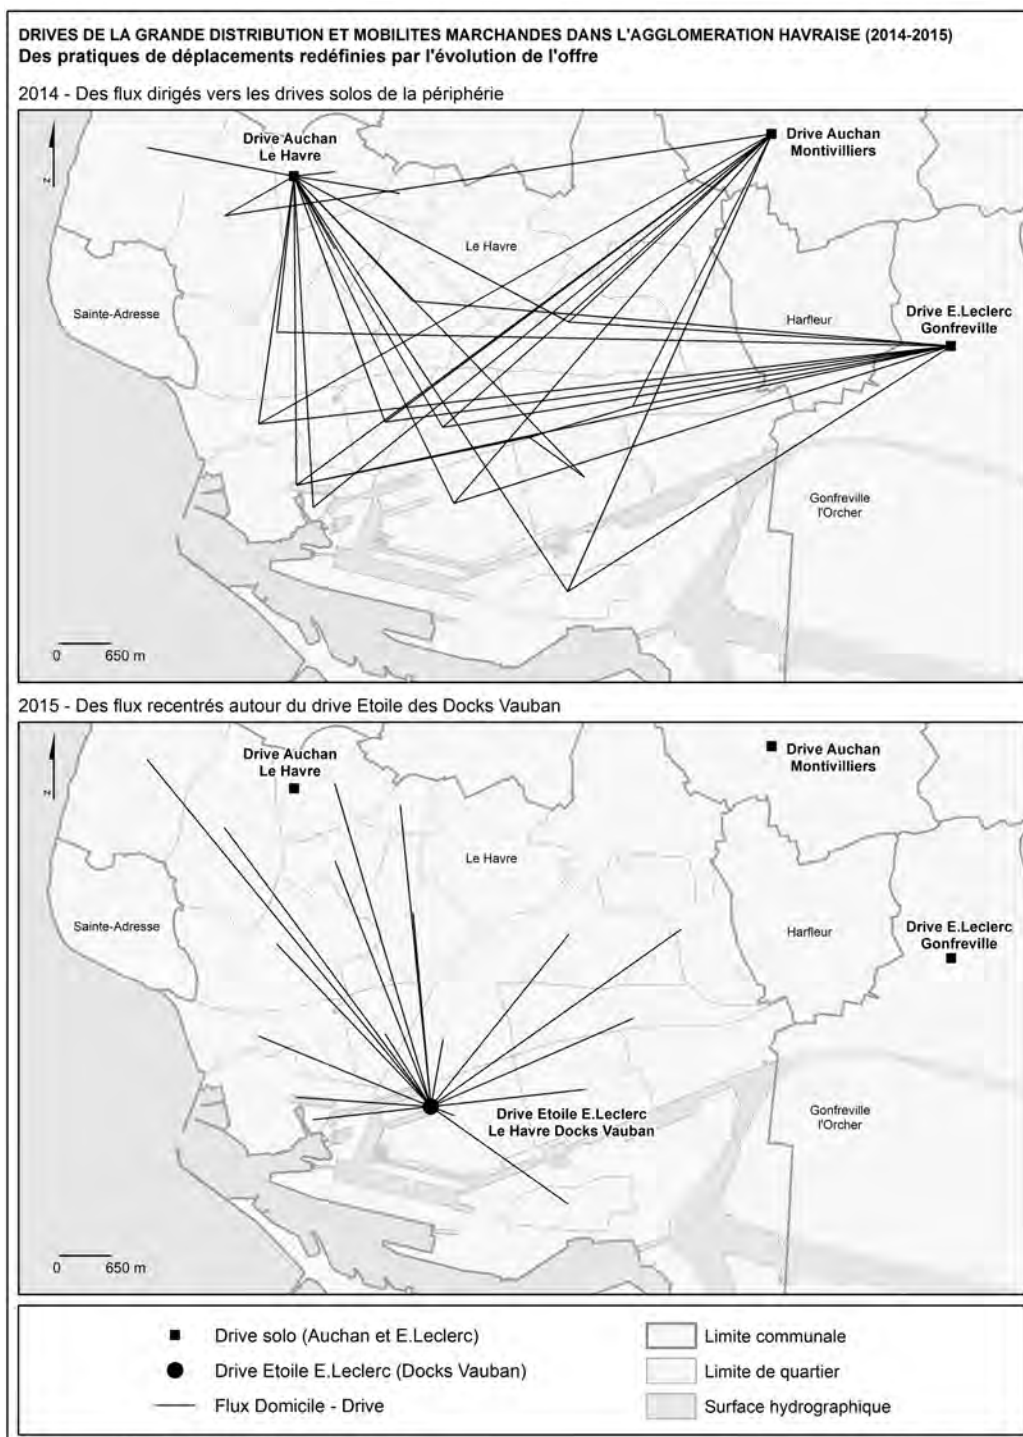 DRIVES DE LA GRANDE DISTRIBUTION ET MOBILITES MARCHANDES DANS L'AGGLOMERATION HAVRAISE (2014-2015)
Des pratiques de déplacements redéfinies par l'évolution de l'offre
2014 - Des flux dirigés vers les drives solos de la périphérie
N
Drive Auchan
Le Havre
Drive Auchan
Montivilliers
Le Havre
Sainte-Adresse
Harfleur
Drive E.Leclerc
Gonfreville
Gonfreville
l'Orcher
0 650 m
2015 - Des flux recentrés autour du drive Etoile des Docks Vauban
N
Drive Auchan
Le Havre
Drive Auchan
Montivilliers
Le Havre
Sainte-Adresse
Harfleur
Drive E.Leclerc
Gonfreville
Drive Etoile E.Leclerc
Le Havre Docks Vauban
Gonfreville
l'Orcher
0 650 m
Drive solo (Auchan et E.Leclerc)
Drive Etoile E.Leclerc (Docks Vauban)
Flux Domicile - Drive
Limite communale
Limite de quartier
Surface hydrographique